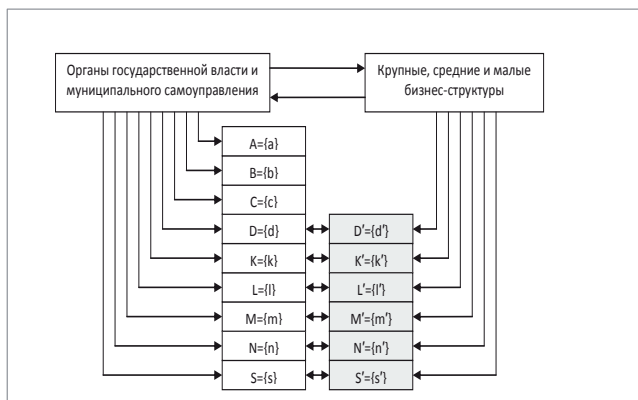 Органы государственной власти и
муниципального самоуправления
Крупные, средние и малые
бизнес-структуры
A={a}
B={b}
C={c}
D={d}
D′={d′}
K={k}
K′={k′}
L={l}
L′={l′}
M={m}
M′={m′}
N={n}
N′={n′}
S={s}
S′={s′}